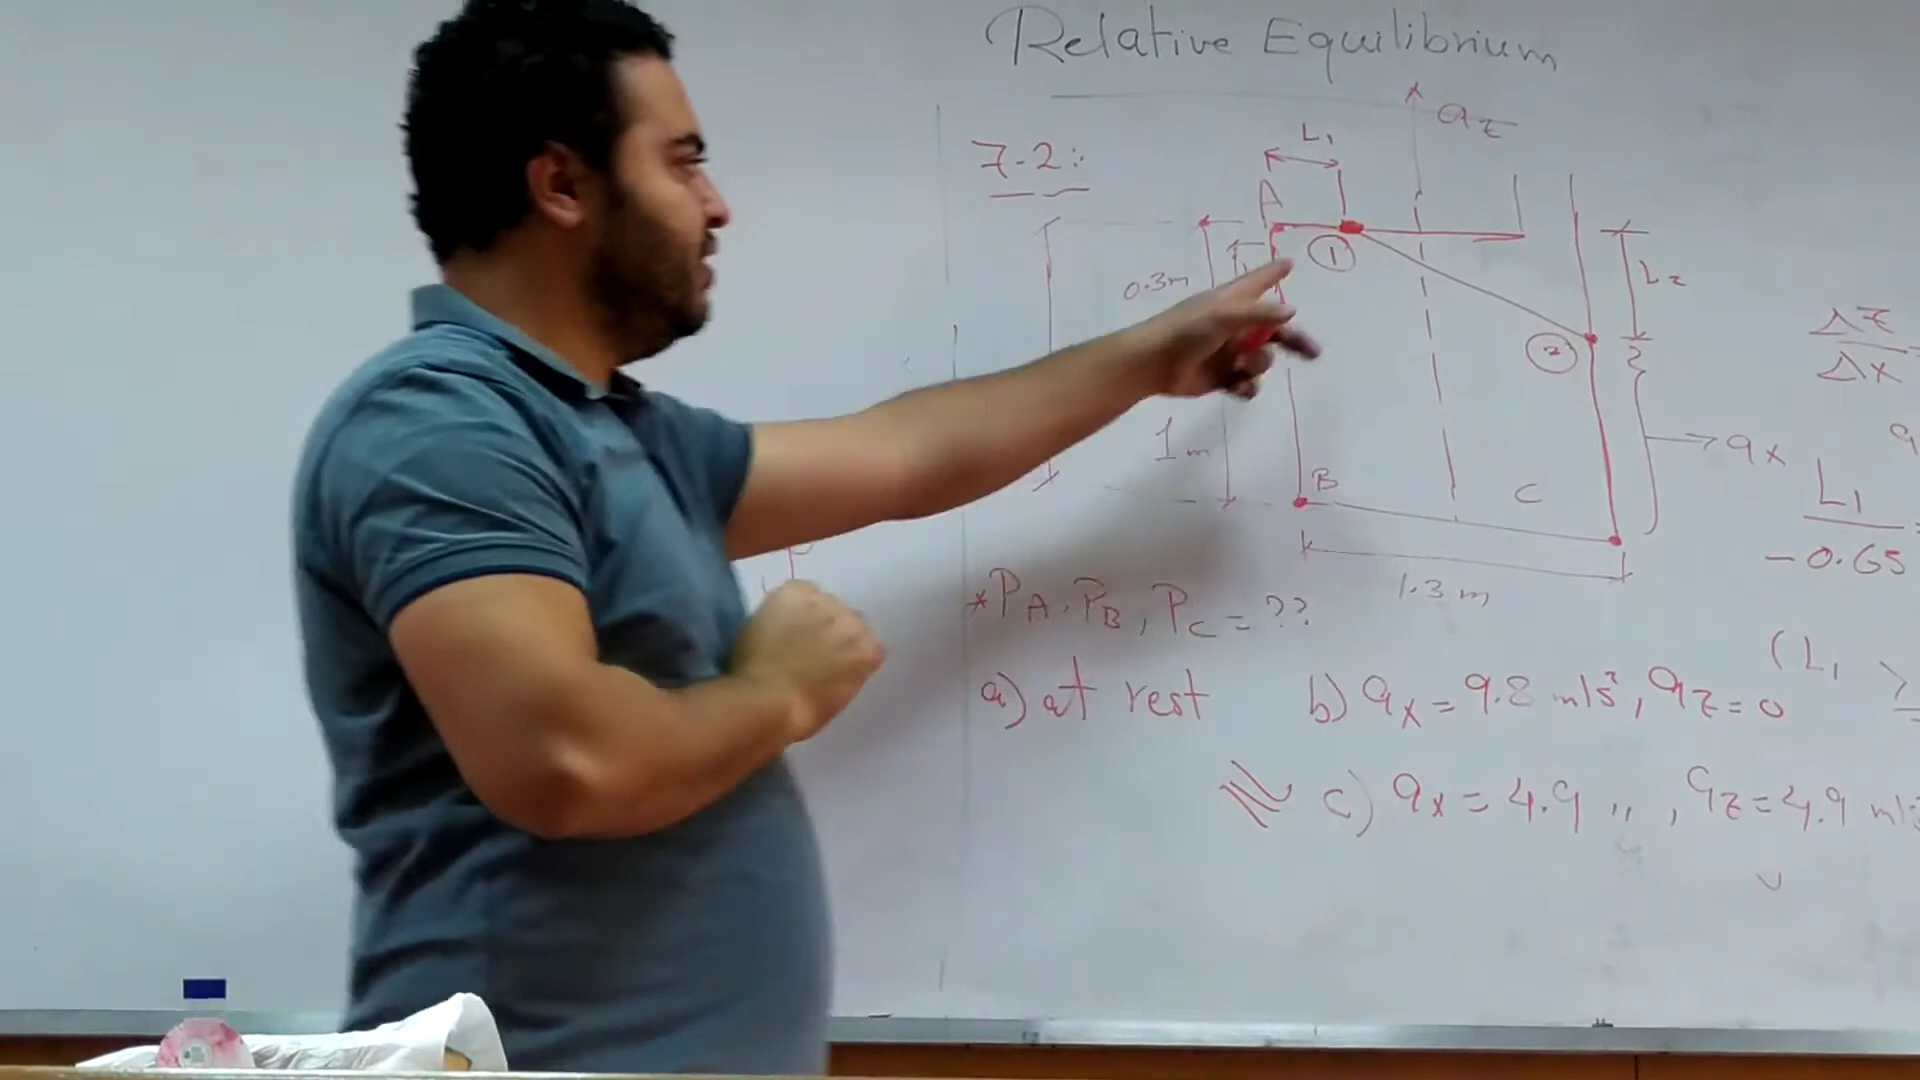 Relative Equilibrium
az
7-2:
L1
A
1
0.3m
L2
2
1m
ax
B
C
1.3 m
ΔZ
ΔX
L1
-0.65
*PA, PB, PC = ??
(L1
a) at rest b) ax = 9.8 m/s², az = 0
c) ax = 4.9 ,, , az = 4.9